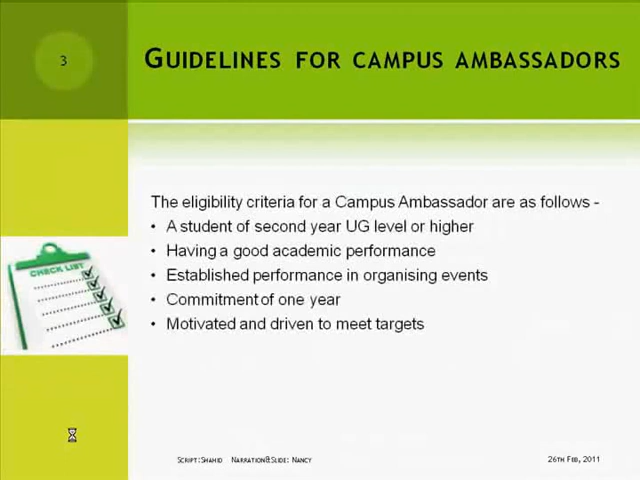 3
GUIDELINES FOR CAMPUS AMBASSADORS
The eligibility criteria for a Campus Ambassador are as follows -
• A student of second year UG level or higher
• Having a good academic performance
• Established performance in organising events
• Commitment of one year
• Motivated and driven to meet targets
CHECK LIST
SCRIPT: SHAHID NARRATION&SLIDE: NANCY
26TH FEB, 2011